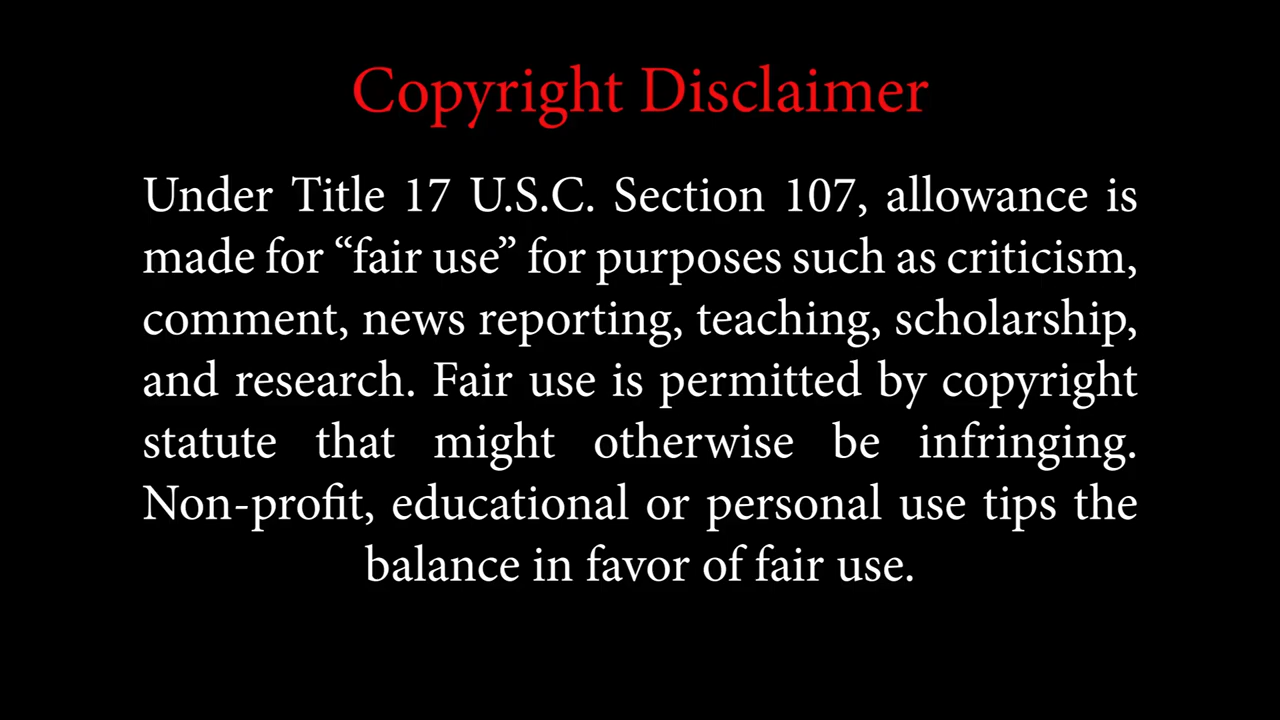 Copyright Disclaimer
Under Title 17 U.S.C. Section 107, allowance is
made for “fair use” for purposes such as criticism,
comment, news reporting, teaching, scholarship,
and research. Fair use is permitted by copyright
statute that might otherwise be infringing.
Non-profit, educational or personal use tips the
balance in favor of fair use.